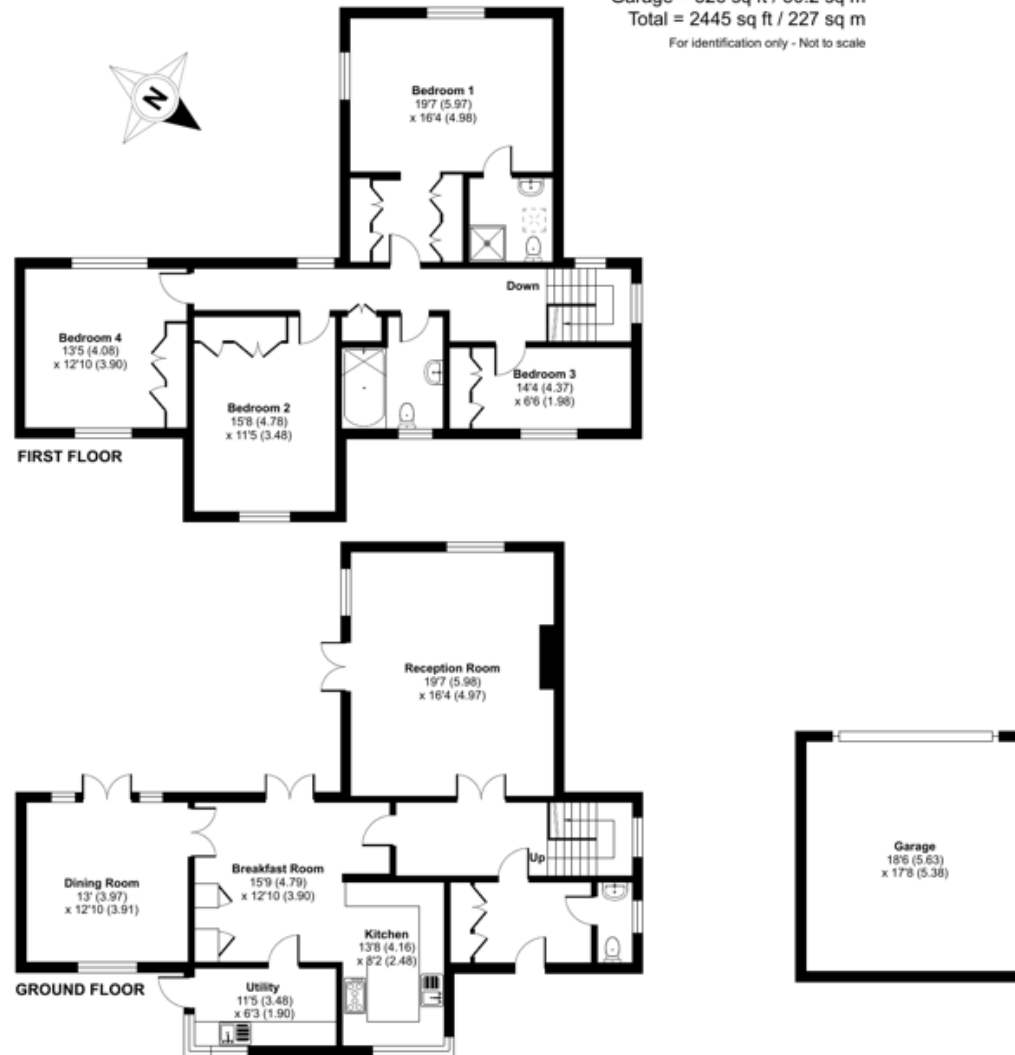 Total = 2445 sq ft / 227 sq m
For identification only - Not to scale
N
Bedroom 1
19'7 (5.97)
x 16'4 (4.98)
Down
Bedroom 4
13'5 (4.08)
x 12'10 (3.90)
Bedroom 3
14'4 (4.37)
x 6'6 (1.98)
Bedroom 2
15'8 (4.78)
x 11'5 (3.48)
FIRST FLOOR
Reception Room
19'7 (5.98)
x 16'4 (4.97)
Up
Breakfast Room
15'9 (4.79)
x 12'10 (3.90)
Dining Room
13' (3.97)
x 12'10 (3.91)
Garage
18'6 (5.63)
x 17'8 (5.38)
Kitchen
13'8 (4.16)
x 8'2 (2.48)
Utility
11'5 (3.48)
x 6'3 (1.90)
GROUND FLOOR